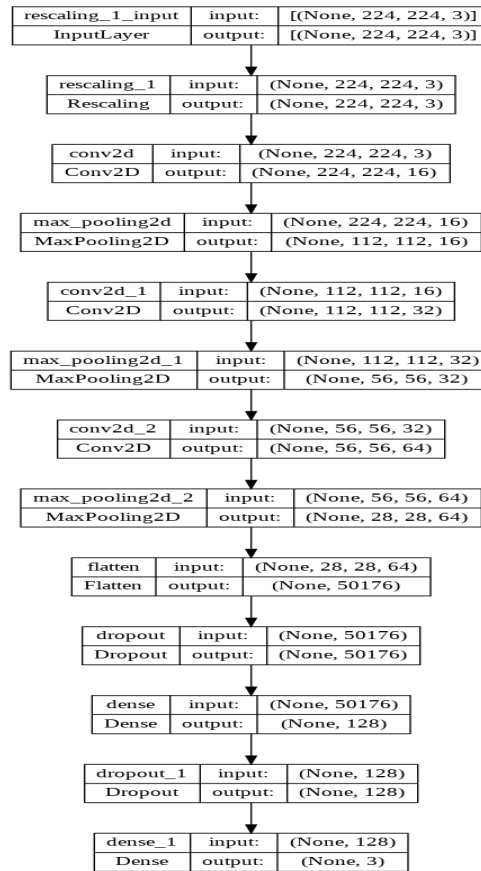 rescaling_1_input input: [(None, 224, 224, 3)]
InputLayer output: [(None, 224, 224, 3)]
rescaling_1 input: (None, 224, 224, 3)
Rescaling output: (None, 224, 224, 3)
conv2d input: (None, 224, 224, 3)
Conv2D output: (None, 224, 224, 16)
max_pooling2d input: (None, 224, 224, 16)
MaxPooling2D output: (None, 112, 112, 16)
conv2d_1 input: (None, 112, 112, 16)
Conv2D output: (None, 112, 112, 32)
max_pooling2d_1 input: (None, 112, 112, 32)
MaxPooling2D output: (None, 56, 56, 32)
conv2d_2 input: (None, 56, 56, 32)
Conv2D output: (None, 56, 56, 64)
max_pooling2d_2 input: (None, 56, 56, 64)
MaxPooling2D output: (None, 28, 28, 64)
flatten input: (None, 28, 28, 64)
Flatten output: (None, 50176)
dropout input: (None, 50176)
Dropout output: (None, 50176)
dense input: (None, 50176)
Dense output: (None, 128)
dropout_1 input: (None, 128)
Dropout output: (None, 128)
dense_1 input: (None, 128)
Dense output: (None, 3)